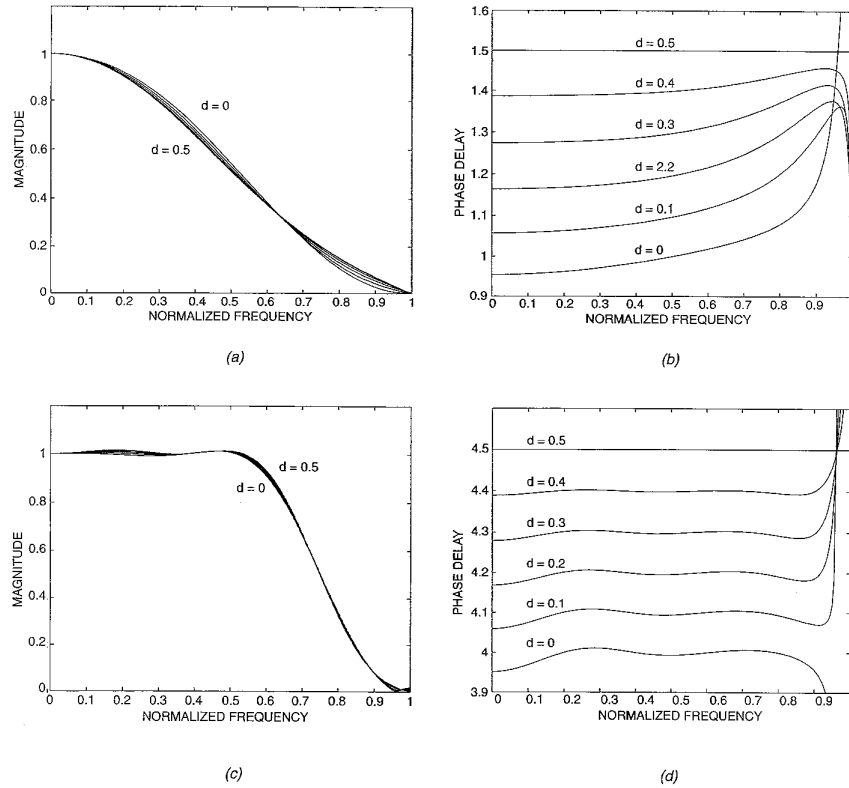 MAGNITUDE
1
0.8
0.6
0.4
0.2
0
d = 0
d = 0.5
0 0.1 0.2 0.3 0.4 0.5 0.6 0.7 0.8 0.9 1
NORMALIZED FREQUENCY
(a)
PHASE DELAY
1.6
1.5
1.4
1.3
1.2
1.1
1
0.9
d = 0.5
d = 0.4
d = 0.3
d = 2.2
d = 0.1
d = 0
0 0.1 0.2 0.3 0.4 0.5 0.6 0.7 0.8 0.9
NORMALIZED FREQUENCY
(b)
MAGNITUDE
1
0.8
0.6
0.4
0.2
0
d = 0.5
d = 0
0 0.1 0.2 0.3 0.4 0.5 0.6 0.7 0.8 0.9 1
NORMALIZED FREQUENCY
(c)
PHASE DELAY
4.5
4.4
4.3
4.2
4.1
4
3.9
d = 0.5
d = 0.4
d = 0.3
d = 0.2
d = 0.1
d = 0
0 0.1 0.2 0.3 0.4 0.5 0.6 0.7 0.8 0.9
NORMALIZED FREQUENCY
(d)